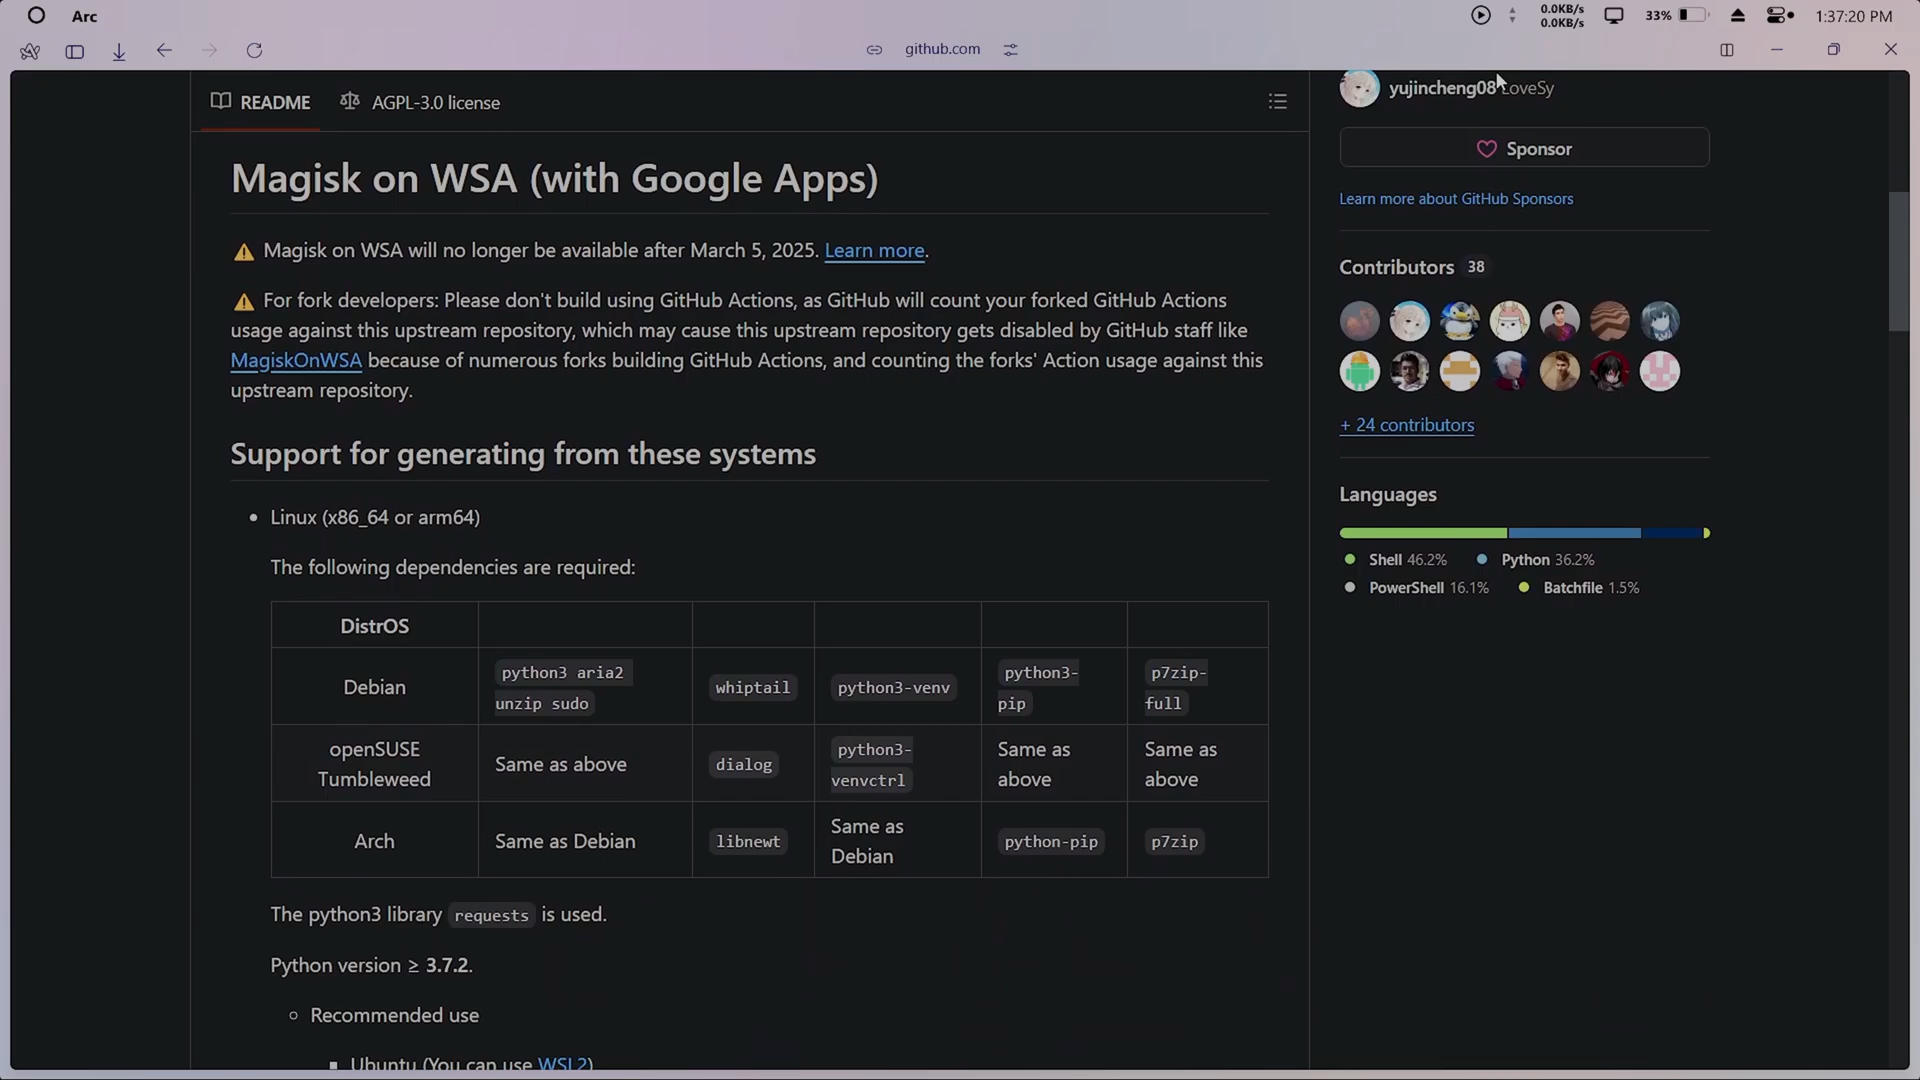 Arc
0.0KB/s
0.0KB/s
33%
1:37:20 PM
github.com
README
AGPL-3.0 license
Magisk on WSA (with Google Apps)
Magisk on WSA will no longer be available after March 5, 2025. Learn more.
For fork developers: Please don't build using GitHub Actions, as GitHub will count your forked GitHub Actions
usage against this upstream repository, which may cause this upstream repository gets disabled by GitHub staff like
MagiskOnWSA because of numerous forks building GitHub Actions, and counting the forks' Action usage against this
upstream repository.
Support for generating from these systems
• Linux (x86_64 or arm64)
The following dependencies are required:
DistrOS
Debian
python3 aria2
unzip sudo
whiptail
python3-venv
python3-
pip
p7zip-
full
openSUSE
Tumbleweed
Same as above
dialog
python3-
venvctrl
Same as
above
Same as
above
Arch
Same as Debian
libnewt
Same as
Debian
python-pip
p7zip
The python3 library requests is used.
Python version ≥ 3.7.2.
Recommended use
Ubuntu (You can use WSL2)
yujincheng08 LoveSy
Sponsor
Learn more about GitHub Sponsors
Contributors 38
+ 24 contributors
Languages
Shell 46.2% Python 36.2%
PowerShell 16.1% Batchfile 1.5%